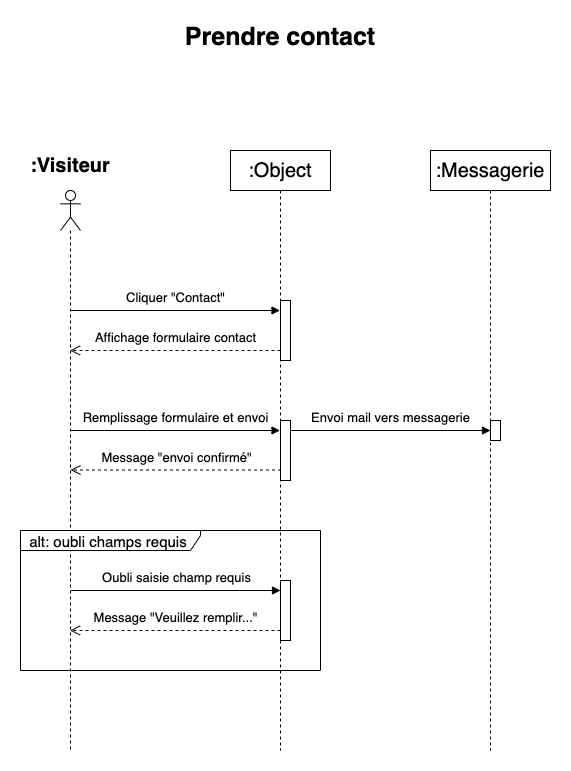 Prendre contact
:Visiteur
:Object
:Messagerie
Cliquer "Contact"
Affichage formulaire contact
Remplissage formulaire et envoi
Envoi mail vers messagerie
Message "envoi confirmé"
alt: oubli champs requis
Oubli saisie champ requis
Message "Veuillez remplir..."